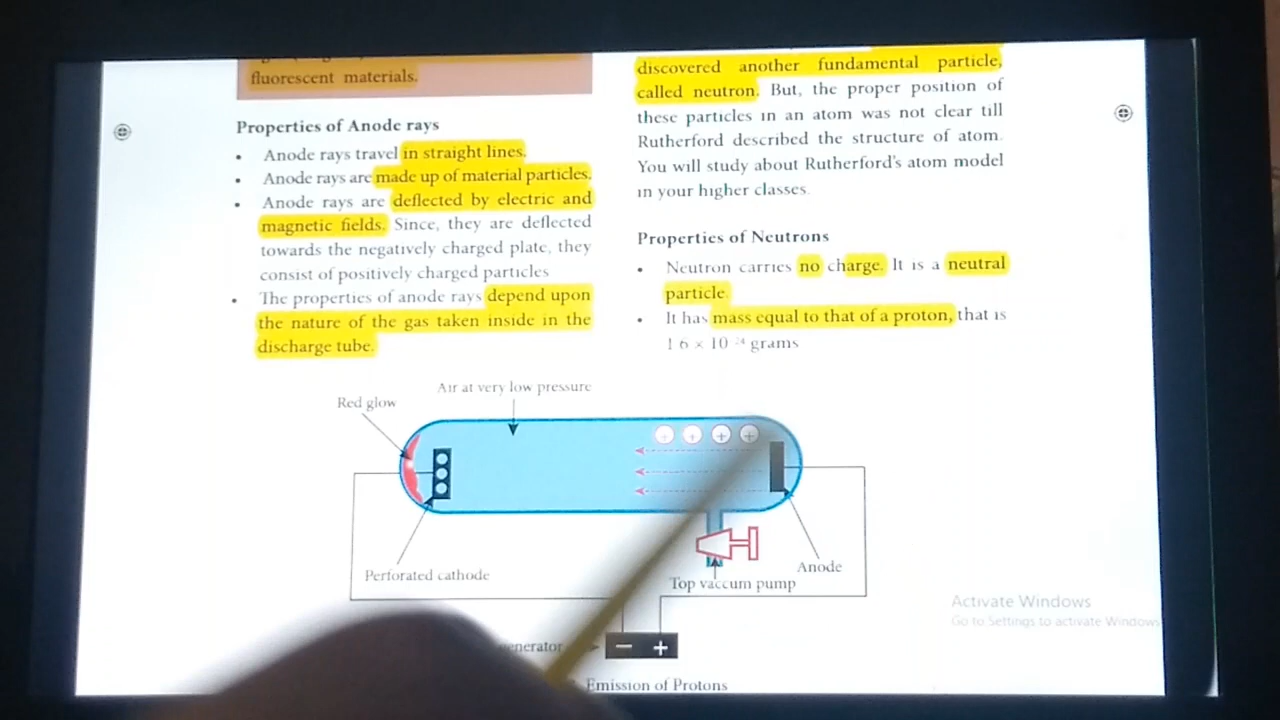 fluorescent materials.
Properties of Anode rays
• Anode rays travel in straight lines.
• Anode rays are made up of material particles.
• Anode rays are deflected by electric and
magnetic fields. Since, they are deflected
towards the negatively charged plate, they
consist of positively charged particles
• The properties of anode rays depend upon
the nature of the gas taken inside in the
discharge tube.
discovered another fundamental particle,
called neutron. But, the proper position of
these particles in an atom was not clear till
Rutherford described the structure of atom.
You will study about Rutherford's atom model
in your higher classes.
Properties of Neutrons
• Neutron carries no charge. It is a neutral
particle.
• It has mass equal to that of a proton, that is
1.6 × 10⁻²⁴ grams
Air at very low pressure
Red glow
+ + + +
Perforated cathode
Anode
Top vaccum pump
− +
Emission of Protons
Activate Windows
Go to Settings to activate Windows